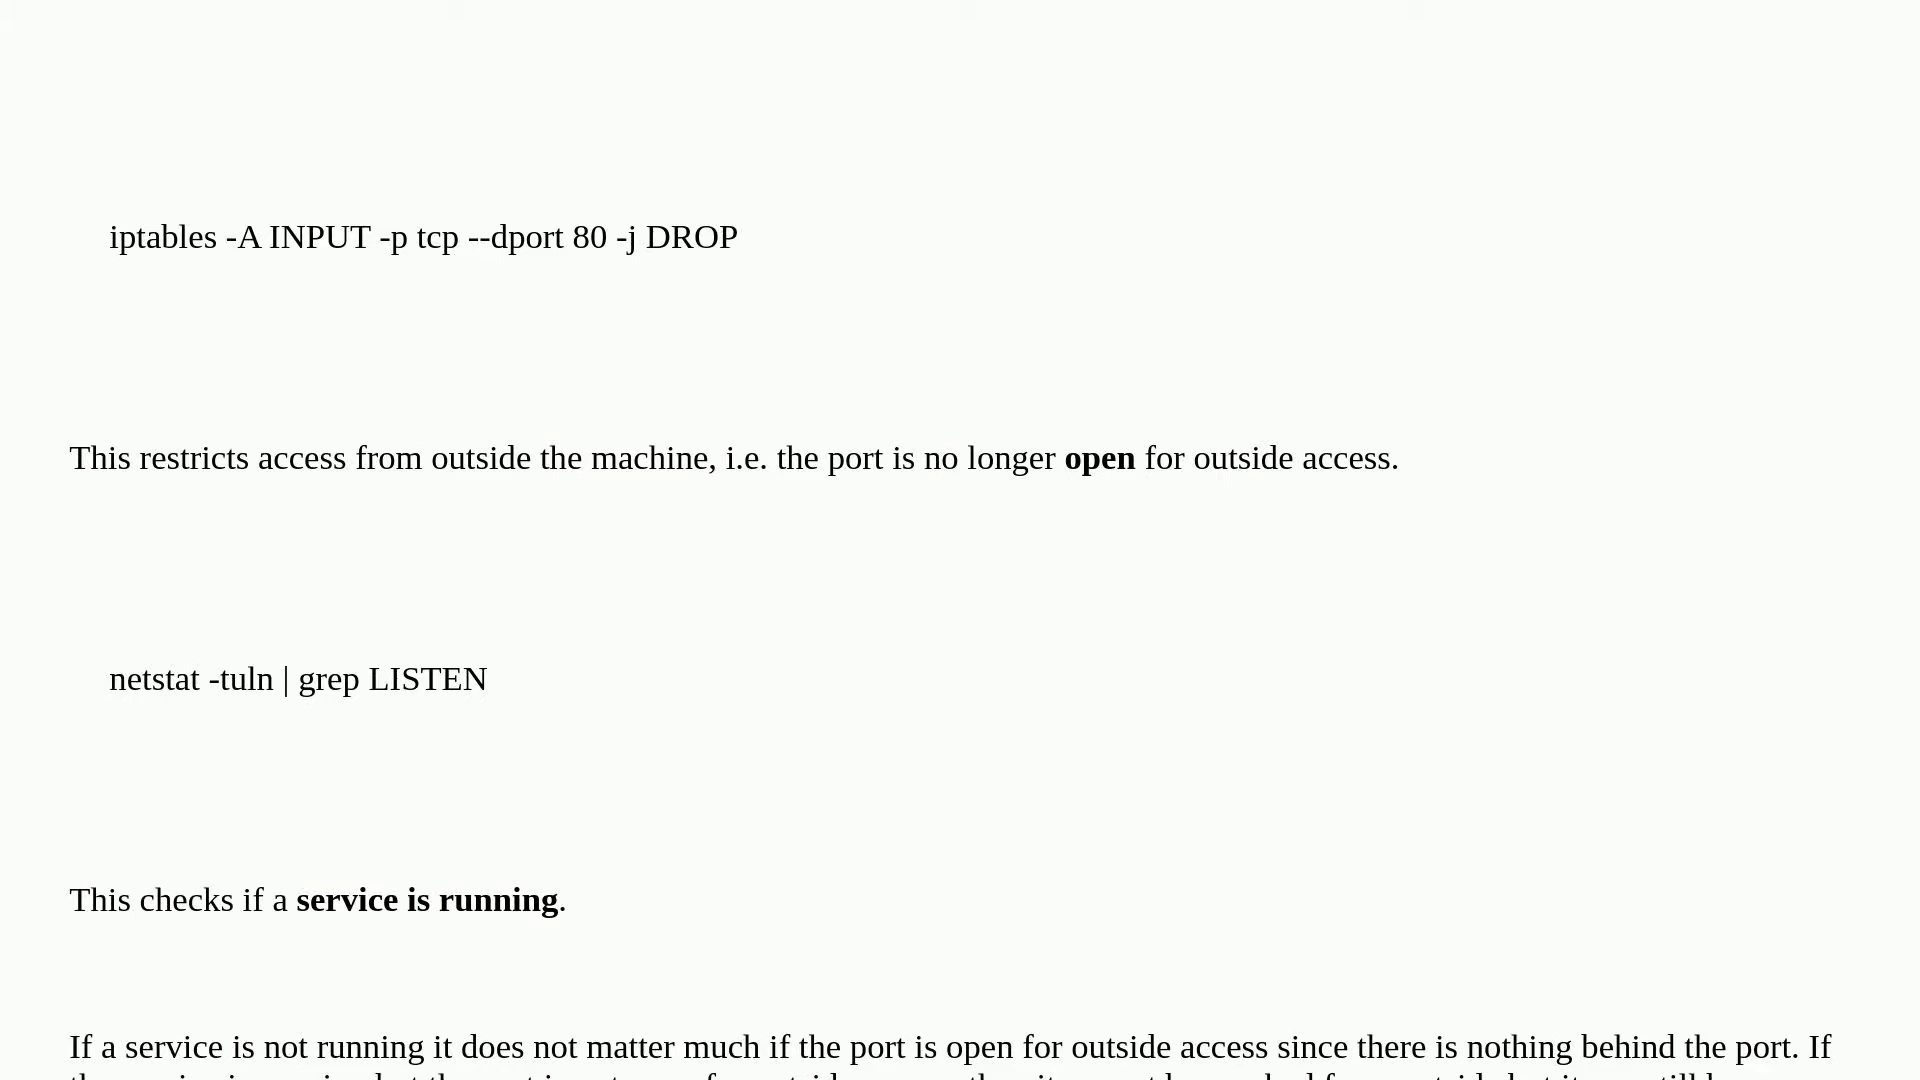 iptables -A INPUT -p tcp --dport 80 -j DROP
This restricts access from outside the machine, i.e. the port is no longer open for outside access.
netstat -tuln | grep LISTEN
This checks if a service is running.
If a service is not running it does not matter much if the port is open for outside access since there is nothing behind the port. If